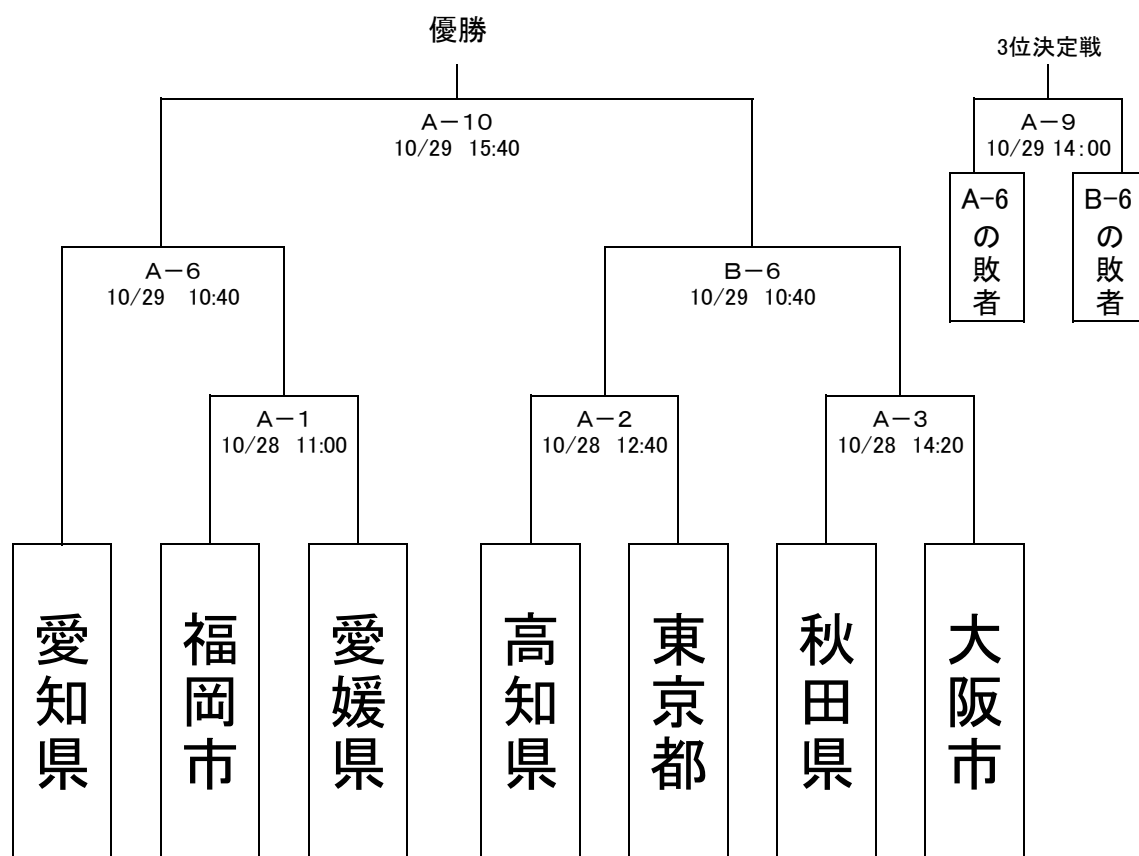 優勝
3位決定戦
A－10
10/29 15:40
A－9
10/29 14:00
A-6の敗者
B-6の敗者
A－6
10/29 10:40
B－6
10/29 10:40
A－1
10/28 11:00
A－2
10/28 12:40
A－3
10/28 14:20
愛知県
福岡市
愛媛県
高知県
東京都
秋田県
大阪市